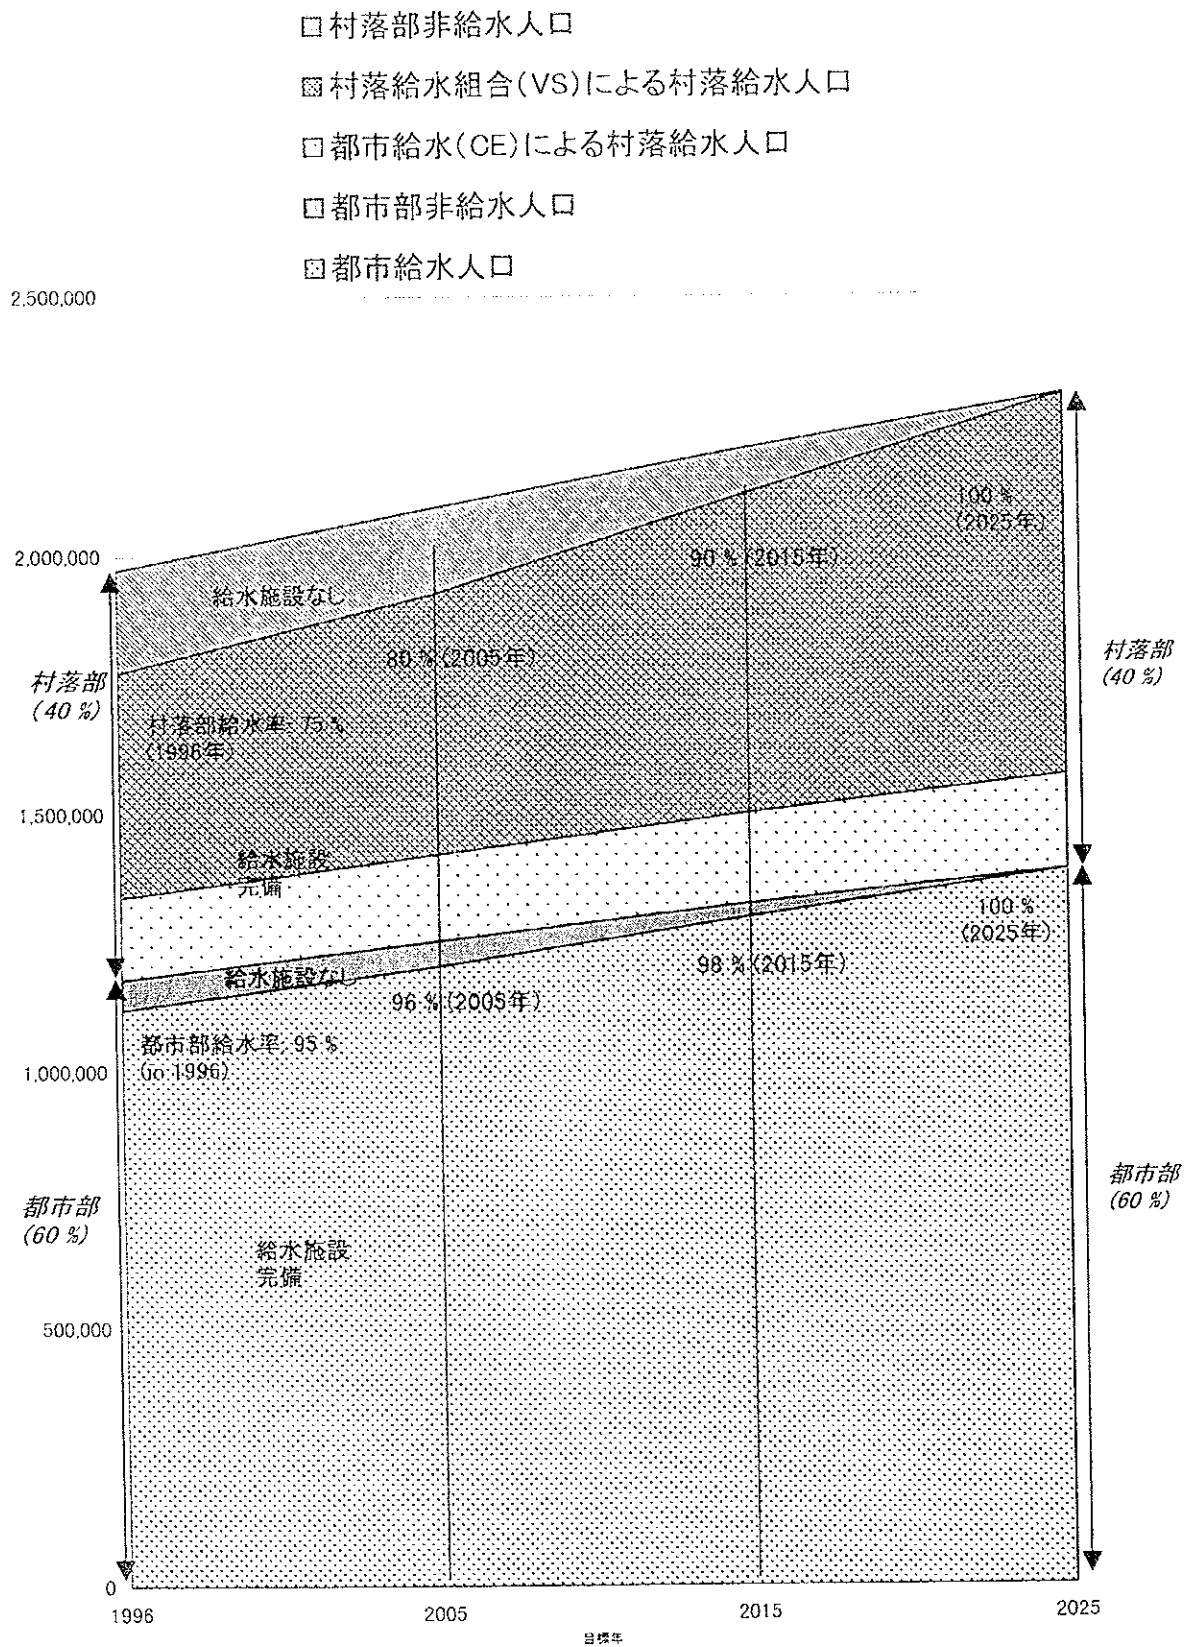 村落部非給水人口
村落給水組合(VS)による村落給水人口
都市給水(CE)による村落給水人口
都市部非給水人口
都市給水人口
2,500,000
2,000,000
1,500,000
1,000,000
500,000
0
給水施設なし
100 %
(2025年)
90 % (2015年)
80 % (2005年)
村落部
(40 %)
村落部
(40 %)
村落部給水率: 75 %
(1996年)
給水施設
完備
給水施設なし
100 %
(2025年)
98 % (2015年)
96 % (2005年)
都市部給水率: 95 %
(in 1996)
都市部
(60 %)
都市部
(60 %)
給水施設
完備
1996
2005
2015
2025
目標年